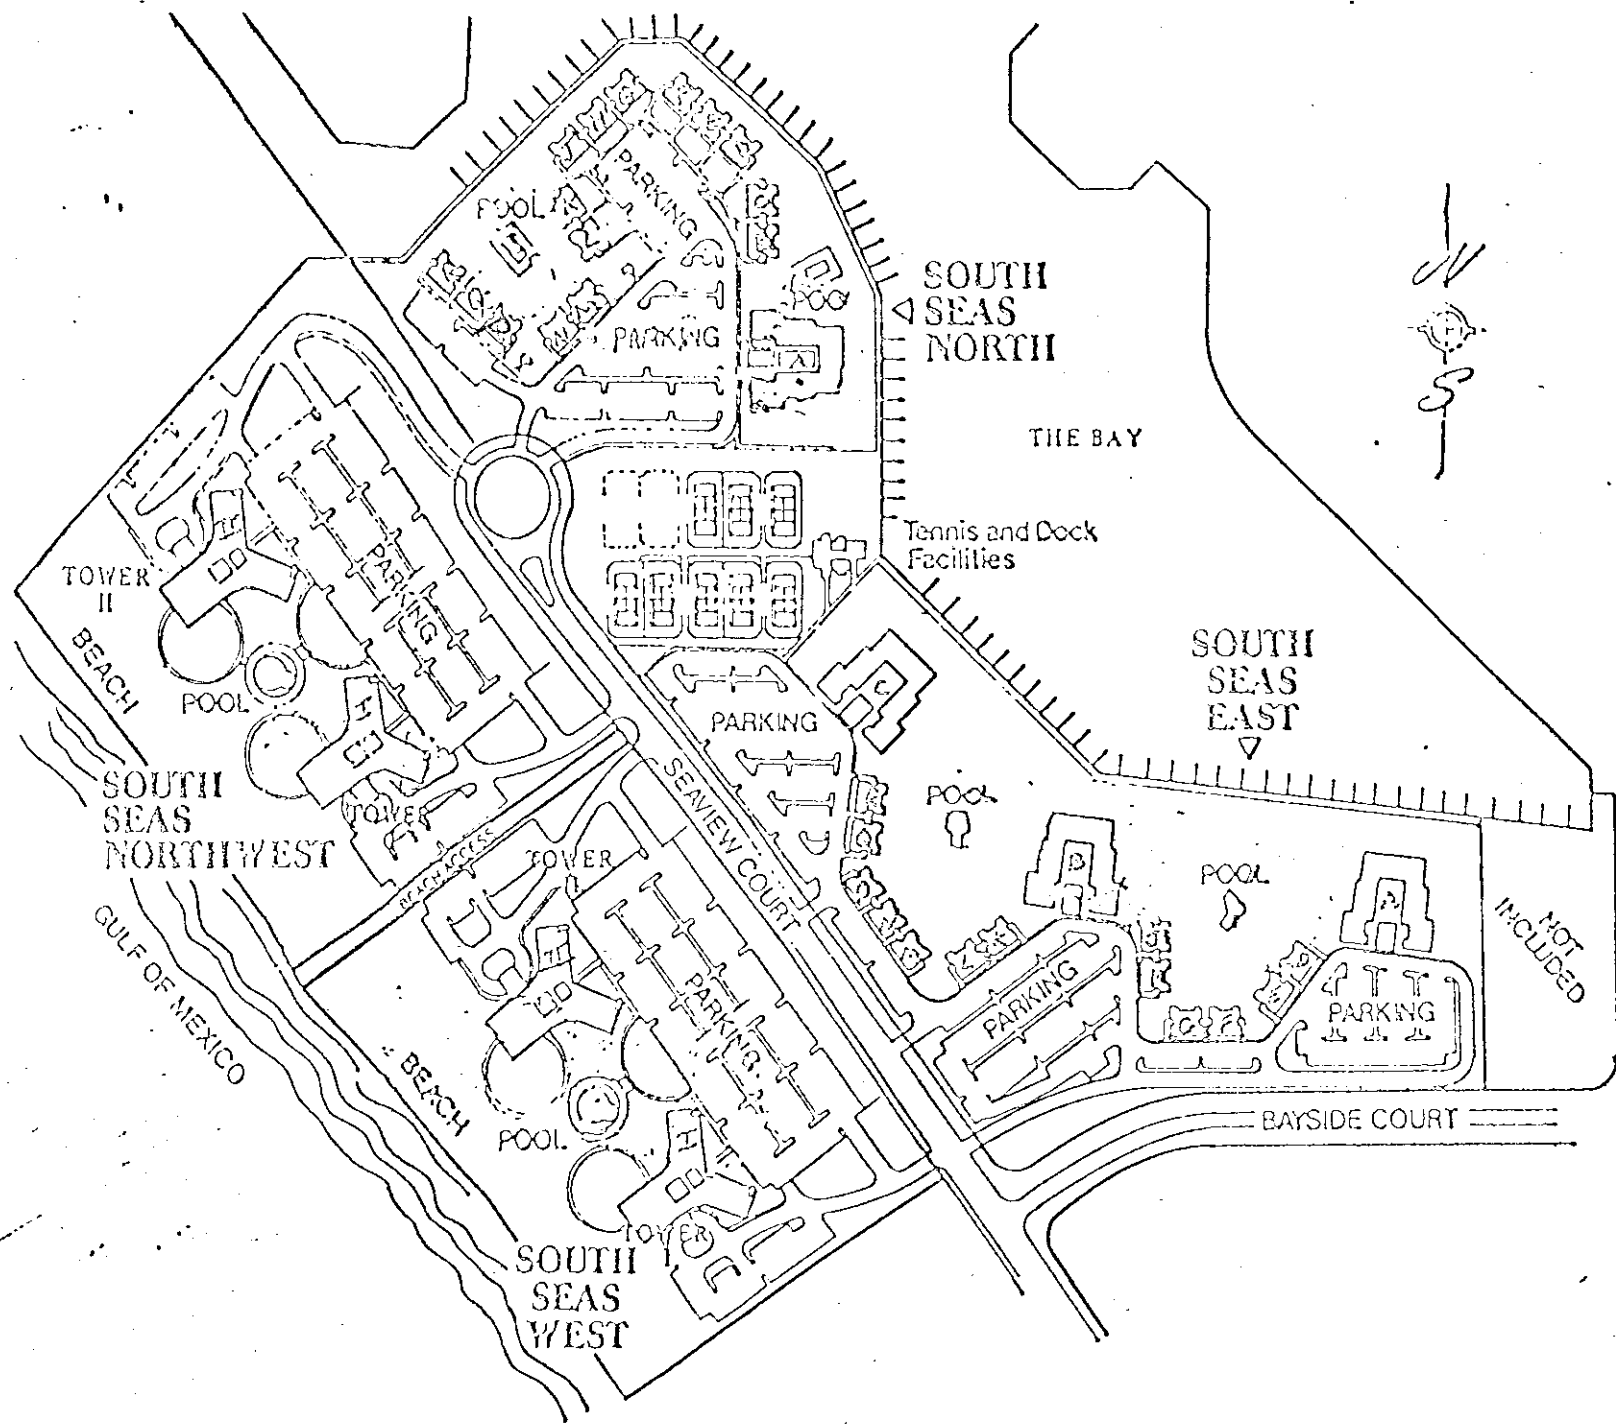 PARKING
POOL
SOUTH
SEAS
NORTH
POOL
PARKING
A
N
S
THE BAY
Tennis and Dock
Facilities
TOWER
II
PARKING
BEACH
POOL
SOUTH
SEAS
EAST
C
PARKING
SEAVIEW COURT
SOUTH
SEAS
NORTHWEST
TOWER
BEACH ACCESS
TOWER
POOL
D
POOL
A
NOT
INCLUDED
GULF OF MEXICO
PARKING
PARKING
PARKING
BEACH
POOL
BAYSIDE COURT
TOWER
SOUTH
SEAS
WEST